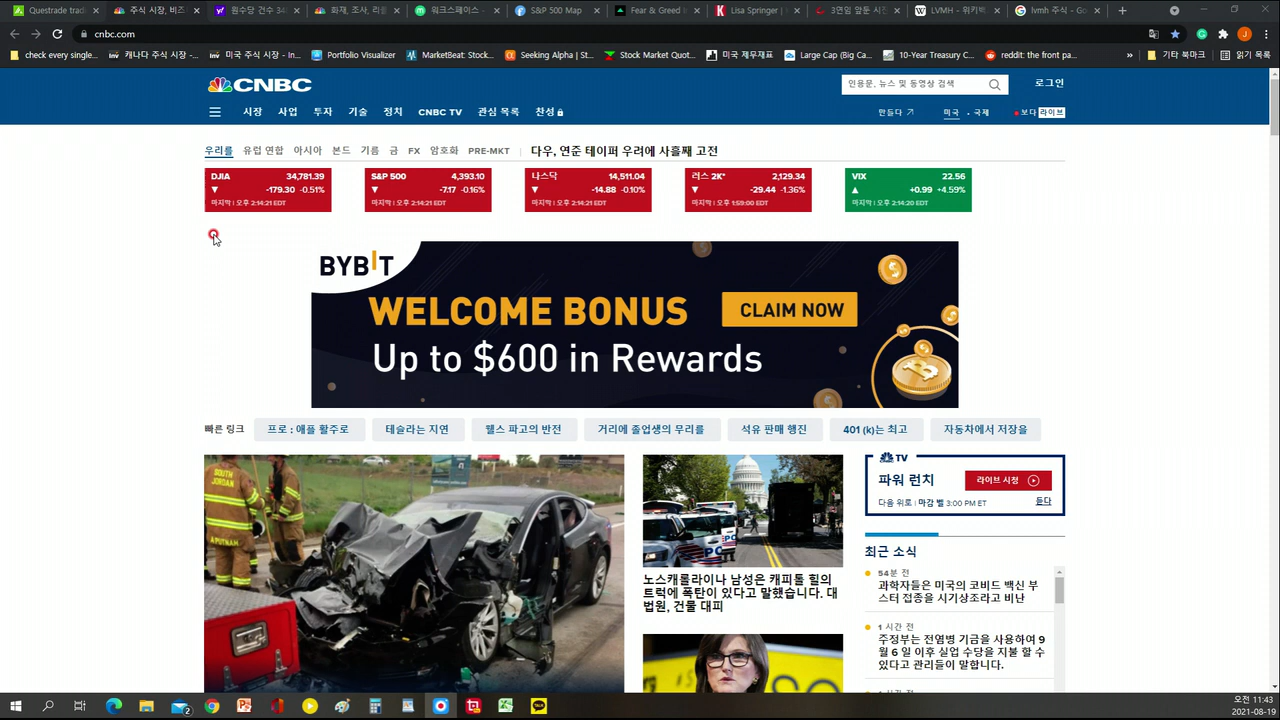 Questrade tradi
주식 시장, 비즈
원수당 건수 34
화재, 조사, 리콜
워크스페이스 -
S&P 500 Map
Fear & Greed I
Lisa Springer |
3연임 앞둔 시진
LVMH - 위키백
lvmh 주식 - Go
cnbc.com
check every single...
캐나다 주식 시장 -...
미국 주식 시장 - In...
Portfolio Visualizer
MarketBeat: Stock...
Seeking Alpha | St...
Stock Market Quot...
미국 재무제표
Large Cap (Big Ca...
10-Year Treasury C...
reddit: the front pa...
»
기타 북마크
읽기 목록
CNBC
인용문, 뉴스 및 동영상 검색
로그인
시장
사업
투자
기술
정치
CNBC TV
관심 목록
찬성
만들다
미국 • 국제
보다 라이브
우리를
유럽 연합
아시아
본드
기름
금
FX
암호화
PRE-MKT
다우, 연준 테이퍼 우려에 사흘째 고전
DJIA 34,781.39
▼ -179.30 -0.51%
마지막 | 오후 2:14:21 EDT
S&P 500 4,393.10
▼ -7.17 -0.16%
마지막 | 오후 2:14:21 EDT
나스닥 14,511.04
▼ -14.88 -0.10%
마지막 | 오후 2:14:21 EDT
러스 2K* 2,129.34
▼ -29.44 -1.36%
마지막 | 오후 1:59:00 EDT
VIX 22.56
▲ +0.99 +4.59%
마지막 | 오후 2:14:20 EDT
BYBIT
WELCOME BONUS
CLAIM NOW
Up to $600 in Rewards
빠른 링크
프로 : 애플 활주로
테슬라는 지연
웰스 파고의 반전
거리에 졸업생의 무리를
석유 판매 행진
401 (k)는 최고
자동차에서 저장을
SOUTH
JORDAN
A PUTNAM
노스캐롤라이나 남성은 캐피톨 힐의
트럭에 폭탄이 있다고 말했습니다. 대
법원, 건물 대피
TV
파워 런치
라이브 시청
다음 위로 | 마감 벨 3:00 PM ET
듣다
최근 소식
54분 전
과학자들은 미국의 코비드 백신 부
스터 접종을 시기상조라고 비난
1 시간 전
주정부는 전염병 기금을 사용하여 9
월 6 일 이후 실업 수당을 지불 할 수
있다고 관리들이 말합니다.
오전 11:43
2021-08-19